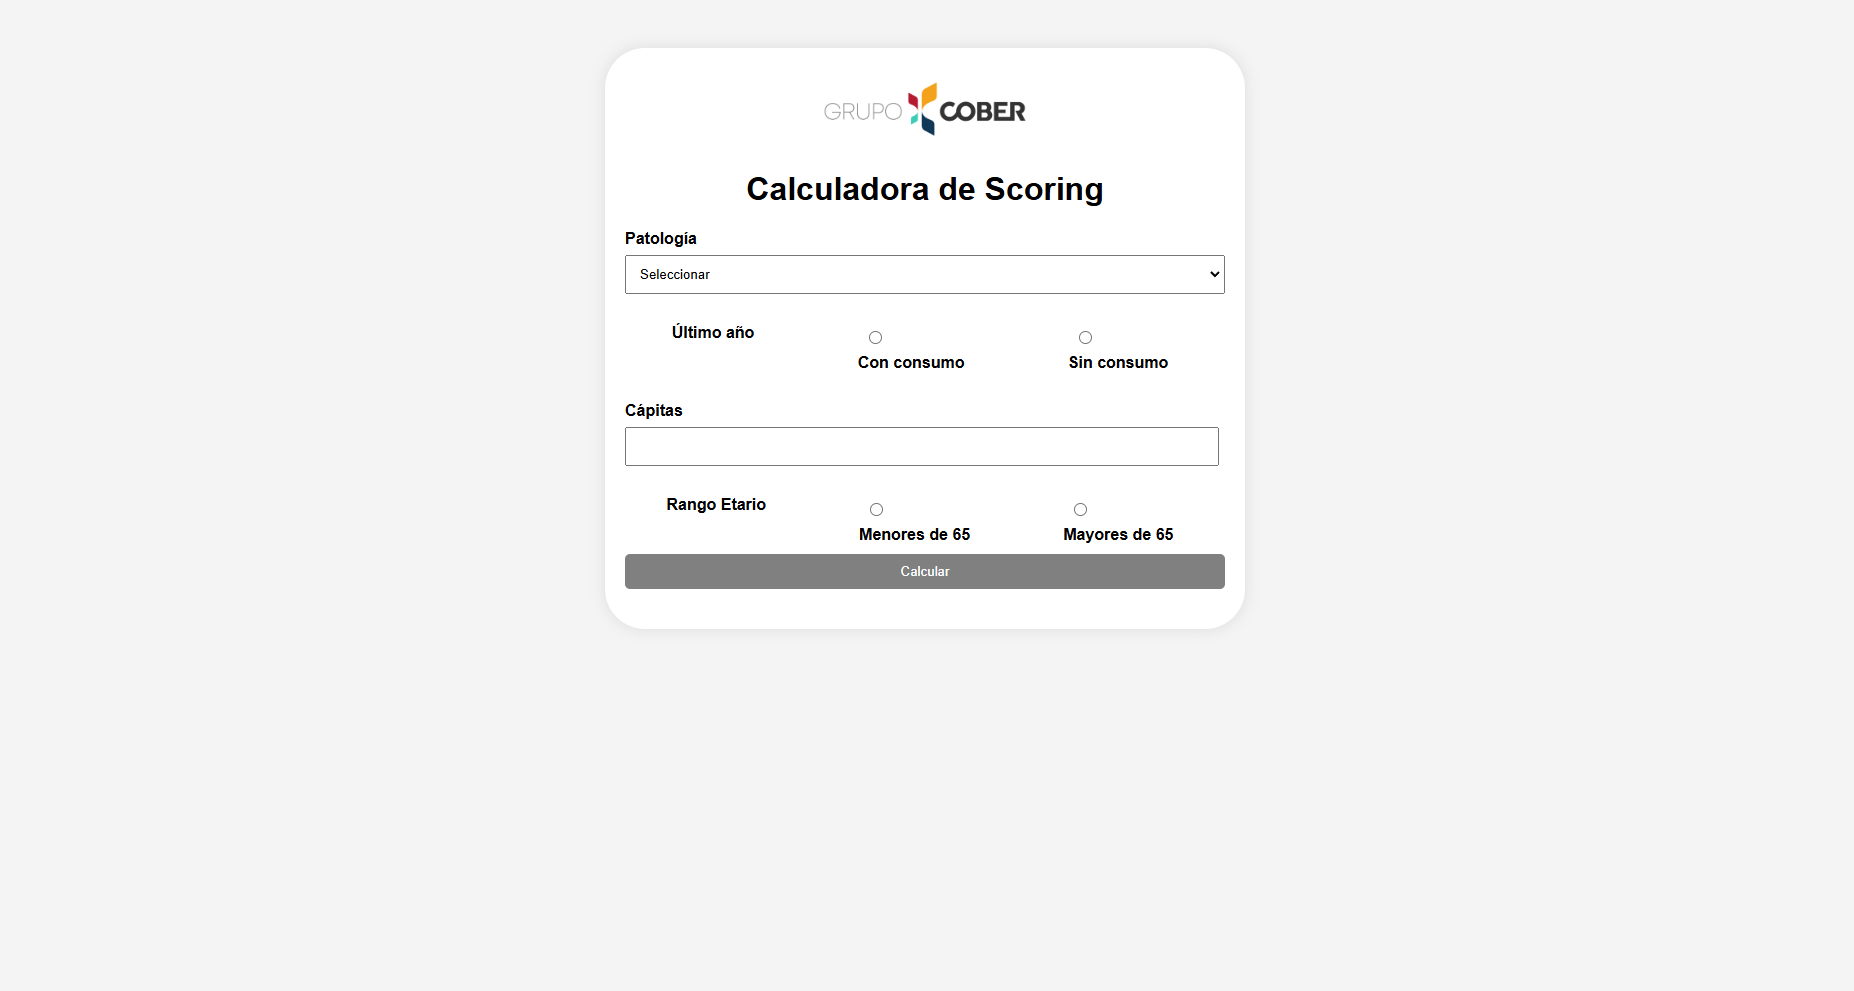 GRUPO COBER
Calculadora de Scoring
Patología
Seleccionar
Último año
Con consumo
Sin consumo
Cápitas
Rango Etario
Menores de 65
Mayores de 65
Calcular